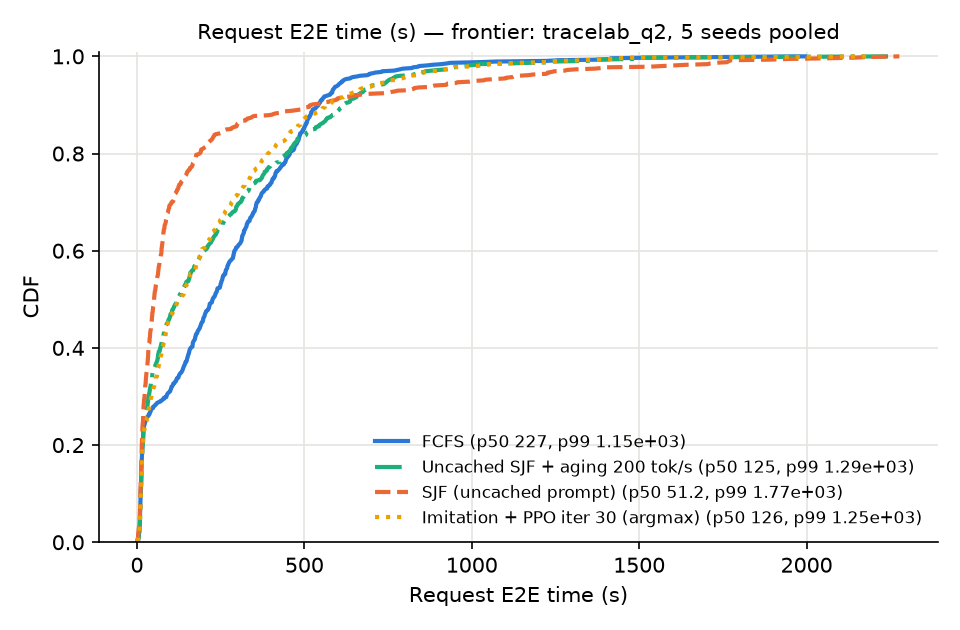 Request E2E time (s) — frontier: tracelab_q2, 5 seeds pooled
1.0
0.8
0.6
0.4
0.2
0.0
CDF
FCFS (p50 227, p99 1.15e+03)
Uncached SJF + aging 200 tok/s (p50 125, p99 1.29e+03)
SJF (uncached prompt) (p50 51.2, p99 1.77e+03)
Imitation + PPO iter 30 (argmax) (p50 126, p99 1.25e+03)
0 500 1000 1500 2000
Request E2E time (s)